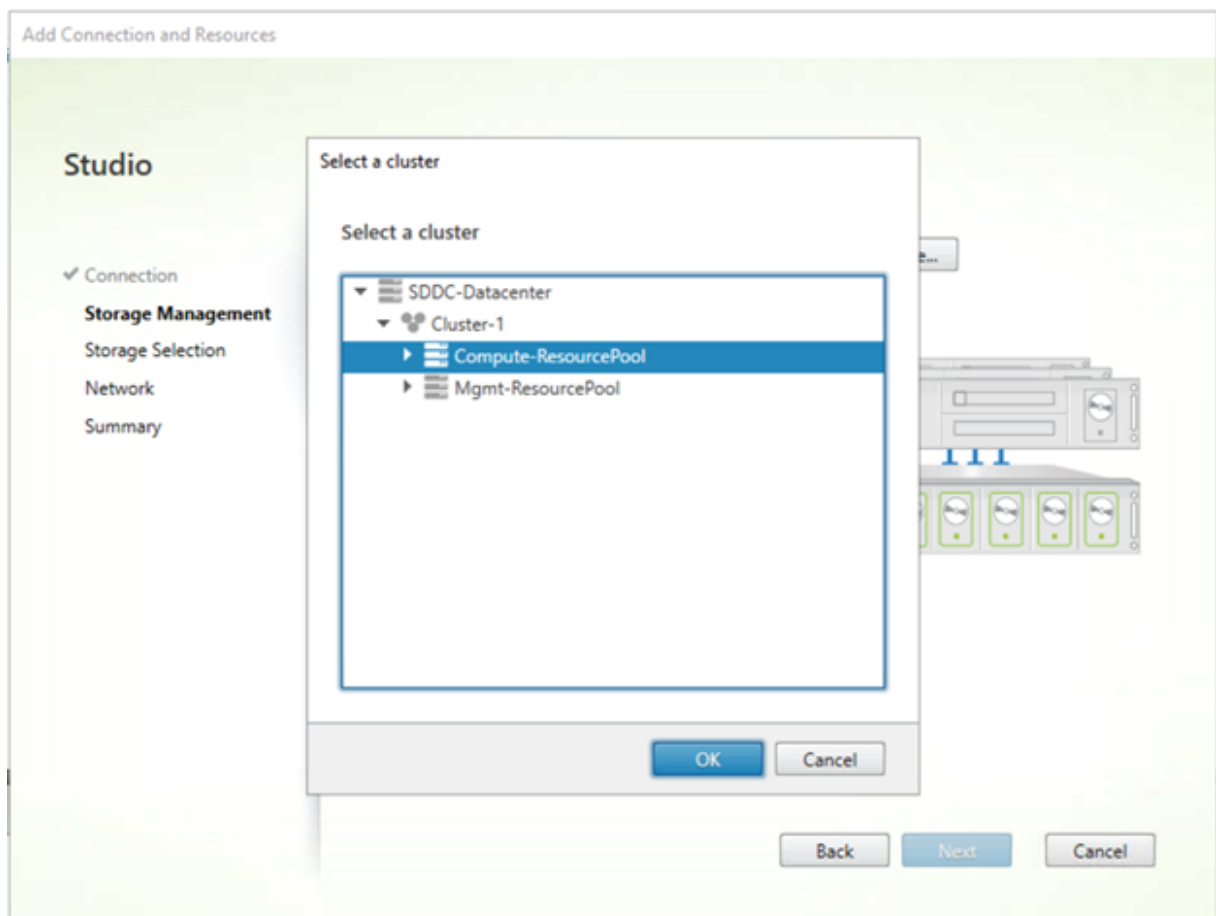 Add Connection and Resources
Studio
Connection
Storage Management
Storage Selection
Network
Summary
Select a cluster
Select a cluster
SDDC-Datacenter
Cluster-1
Compute-ResourcePool
Mgmt-ResourcePool
OK
Cancel
Back
Next
Cancel